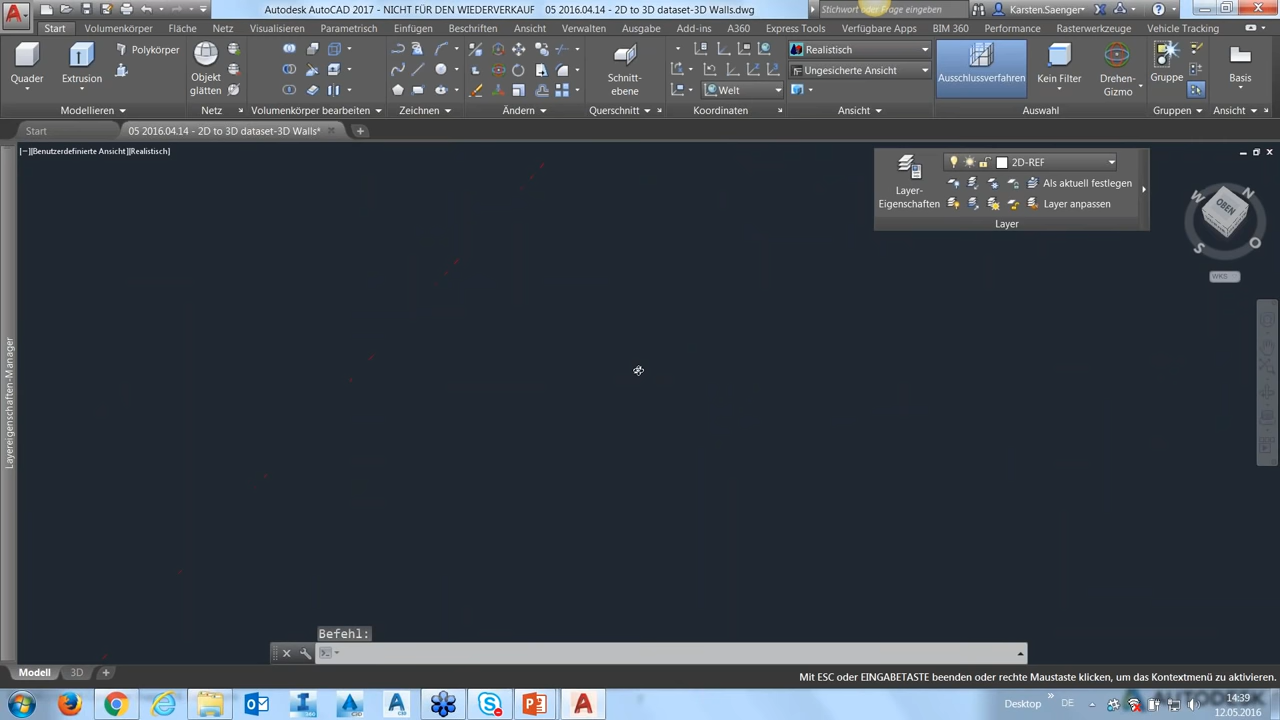 Autodesk AutoCAD 2017 - NICHT FÜR DEN WIEDERVERKAUF 05 2016.04.14 - 2D to 3D dataset-3D Walls.dwg
Stichwort oder Frage eingeben
Karsten.Saenger
Start Volumenkörper Fläche Netz Visualisieren Parametrisch Einfügen Beschriften Ansicht Verwalten Ausgabe Add-ins A360 Express Tools Verfügbare Apps BIM 360 Performance Rasterwerkzeuge Vehicle Tracking
Quader
Extrusion
Polykörper
Objekt glätten
Schnitt-ebene
Welt
Realistisch
Ungesicherte Ansicht
Ausschlussverfahren
Kein Filter
Drehen-Gizmo
Gruppe
Basis
Modellieren Netz Volumenkörper bearbeiten Zeichnen Ändern Querschnitt Koordinaten Ansicht Auswahl Gruppen Ansicht
Start
05 2016.04.14 - 2D to 3D dataset-3D Walls*
[−][Benutzerdefinierte Ansicht][Realistisch]
2D-REF
Layer-Eigenschaften
Als aktuell festlegen
Layer anpassen
Layer
OBEN
W
N
S
O
WKS
Layereigenschaften-Manager
Befehl:
Modell 3D
Mit ESC oder EINGABETASTE beenden oder rechte Maustaste klicken, um das Kontextmenü zu aktivieren.
Desktop
DE
14:39
12.05.2016
AUTODESK